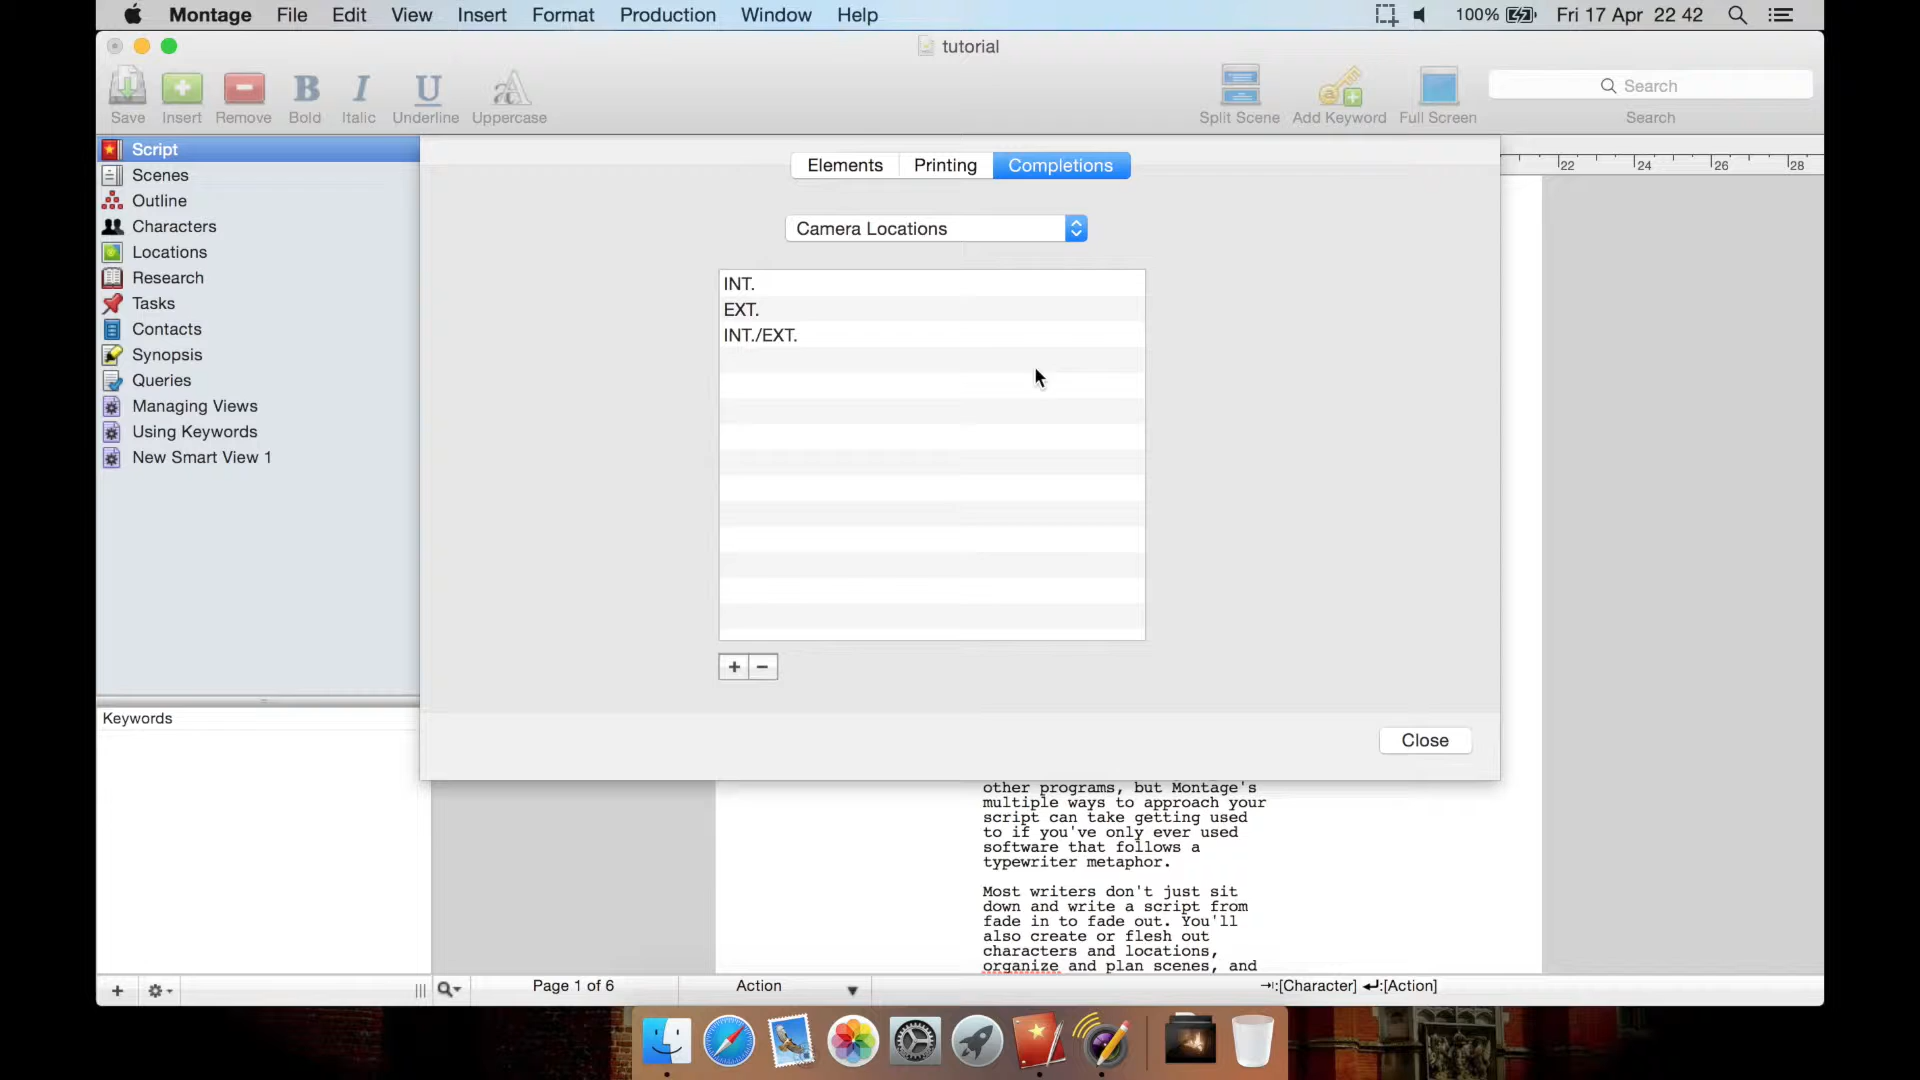 Montage File Edit View Insert Format Production Window Help 100% Fri 17 Apr 22 42
tutorial
Save Insert Remove Bold Italic Underline Uppercase Split Scene Add Keyword Full Screen Search
Search
Script
Scenes
Outline
Characters
Locations
Research
Tasks
Contacts
Synopsis
Queries
Managing Views
Using Keywords
New Smart View 1
Keywords
Elements Printing Completions
22 24 26 28
Camera Locations
INT.
EXT.
INT./EXT.
Close
other programs, but Montage's
multiple ways to approach your
script can take getting used
to if you've only ever used
software that follows a
typewriter metaphor.
Most writers don't just sit
down and write a script from
fade in to fade out. You'll
also create or flesh out
characters and locations,
organize and plan scenes, and
Page 1 of 6 Action ⇥:[Character] ↵:[Action]